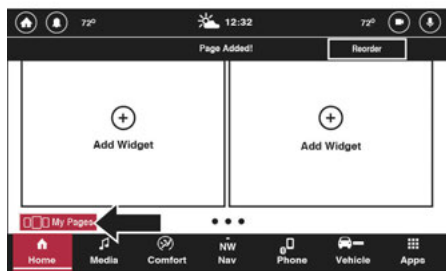 72° 12:32 72°
Page Added! Reorder
Add Widget Add Widget
My Pages
NW
Home Media Comfort Nav Phone Vehicle Apps